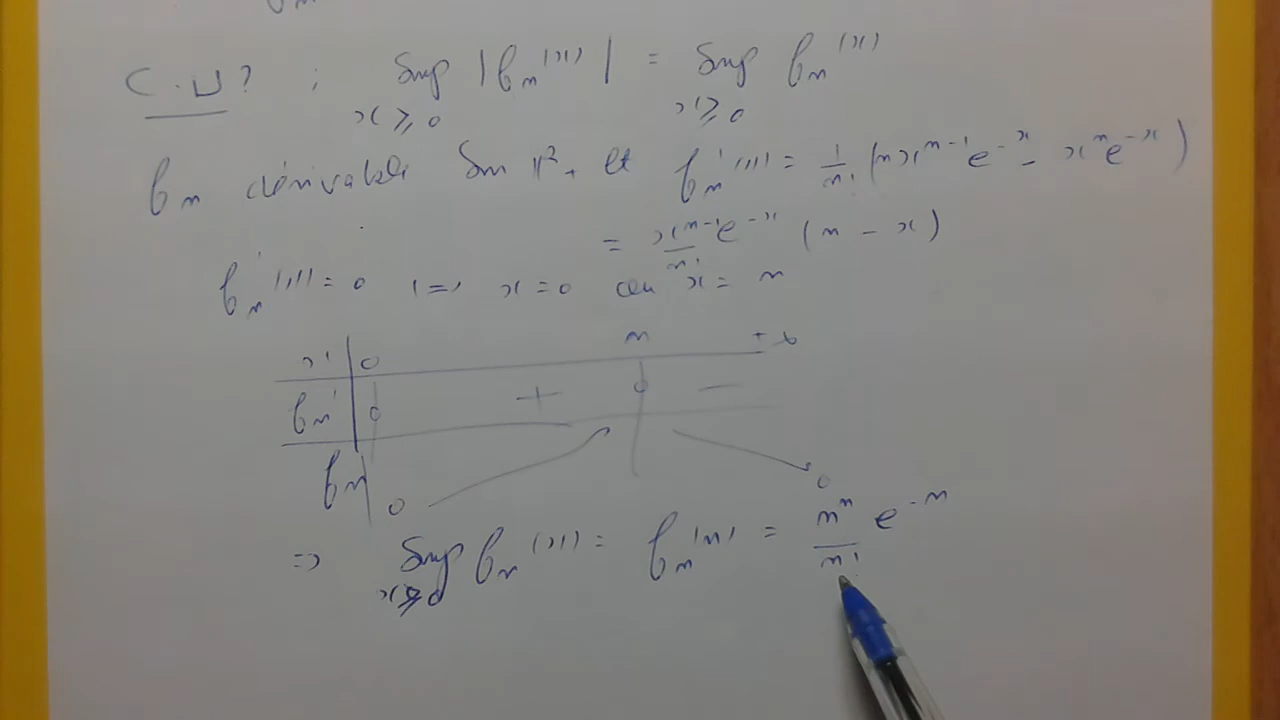 C.U? ; Sup |fn(x)| = Sup fn(x)
x ≥ 0 x ≥ 0
fn dérivable sur ℝ+ et fn'(x) = 1/n! (n x^(n-1) e^(-x) - x^n e^(-x))
= x^(n-1) e^(-x) / n! (n - x)
fn'(x) = 0 <=> x = 0 ou x = n
x 0 n +∞
fn' 0 + 0 -
fn 0 0
=> Sup fn(x) = fn(n) = n^n / n! e^(-n)
x ≥ 0